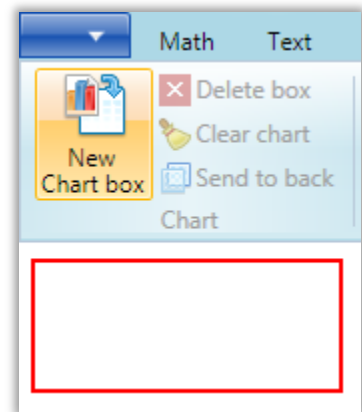 Math Text
New
Chart box
Delete box
Clear chart
Send to back
Chart